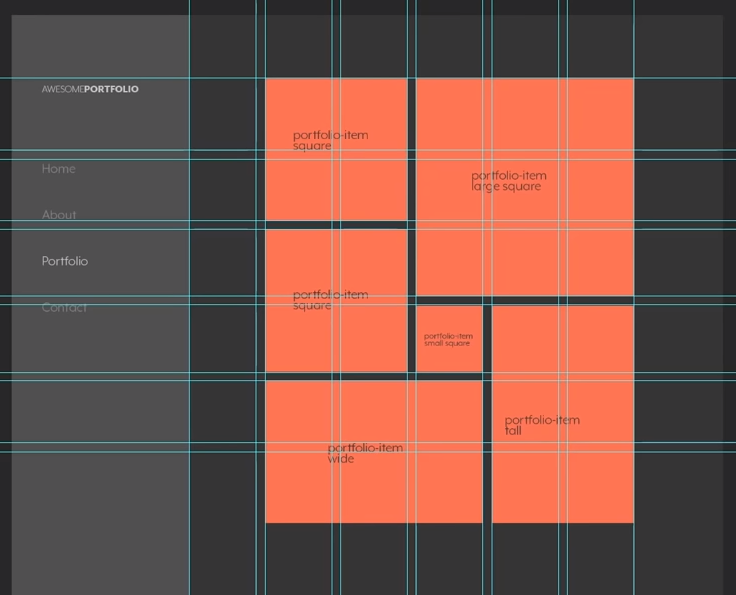 AWESOMEPORTFOLIO
Home
About
Portfolio
Contact
portfolio-item
square
portfolio-item
large square
portfolio-item
square
portfolio-item
small square
portfolio-item
wide
portfolio-item
tall